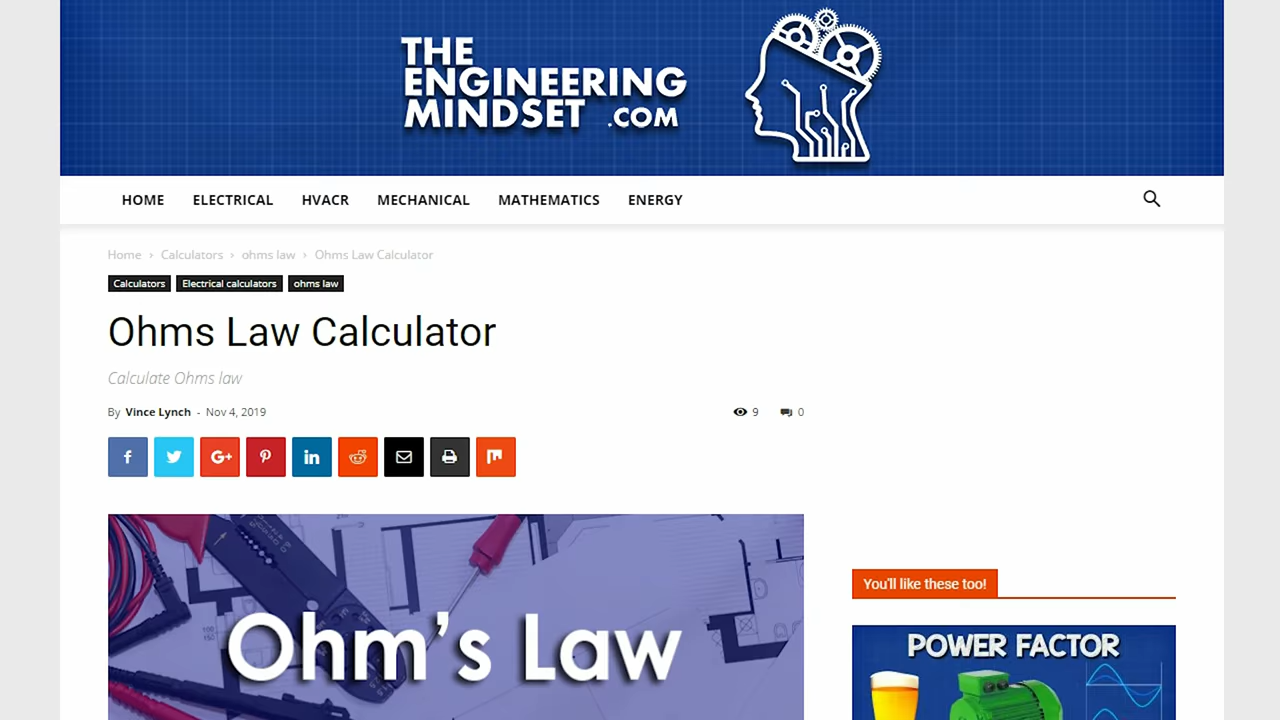 THE
ENGINEERING
MINDSET .COM
HOME ELECTRICAL HVACR MECHANICAL MATHEMATICS ENERGY
Home › Calculators › ohms law › Ohms Law Calculator
Calculators Electrical calculators ohms law
Ohms Law Calculator
Calculate Ohms law
By Vince Lynch - Nov 4, 2019 9 0
f G+ in
Ohm's Law
You'll like these too!
POWER FACTOR